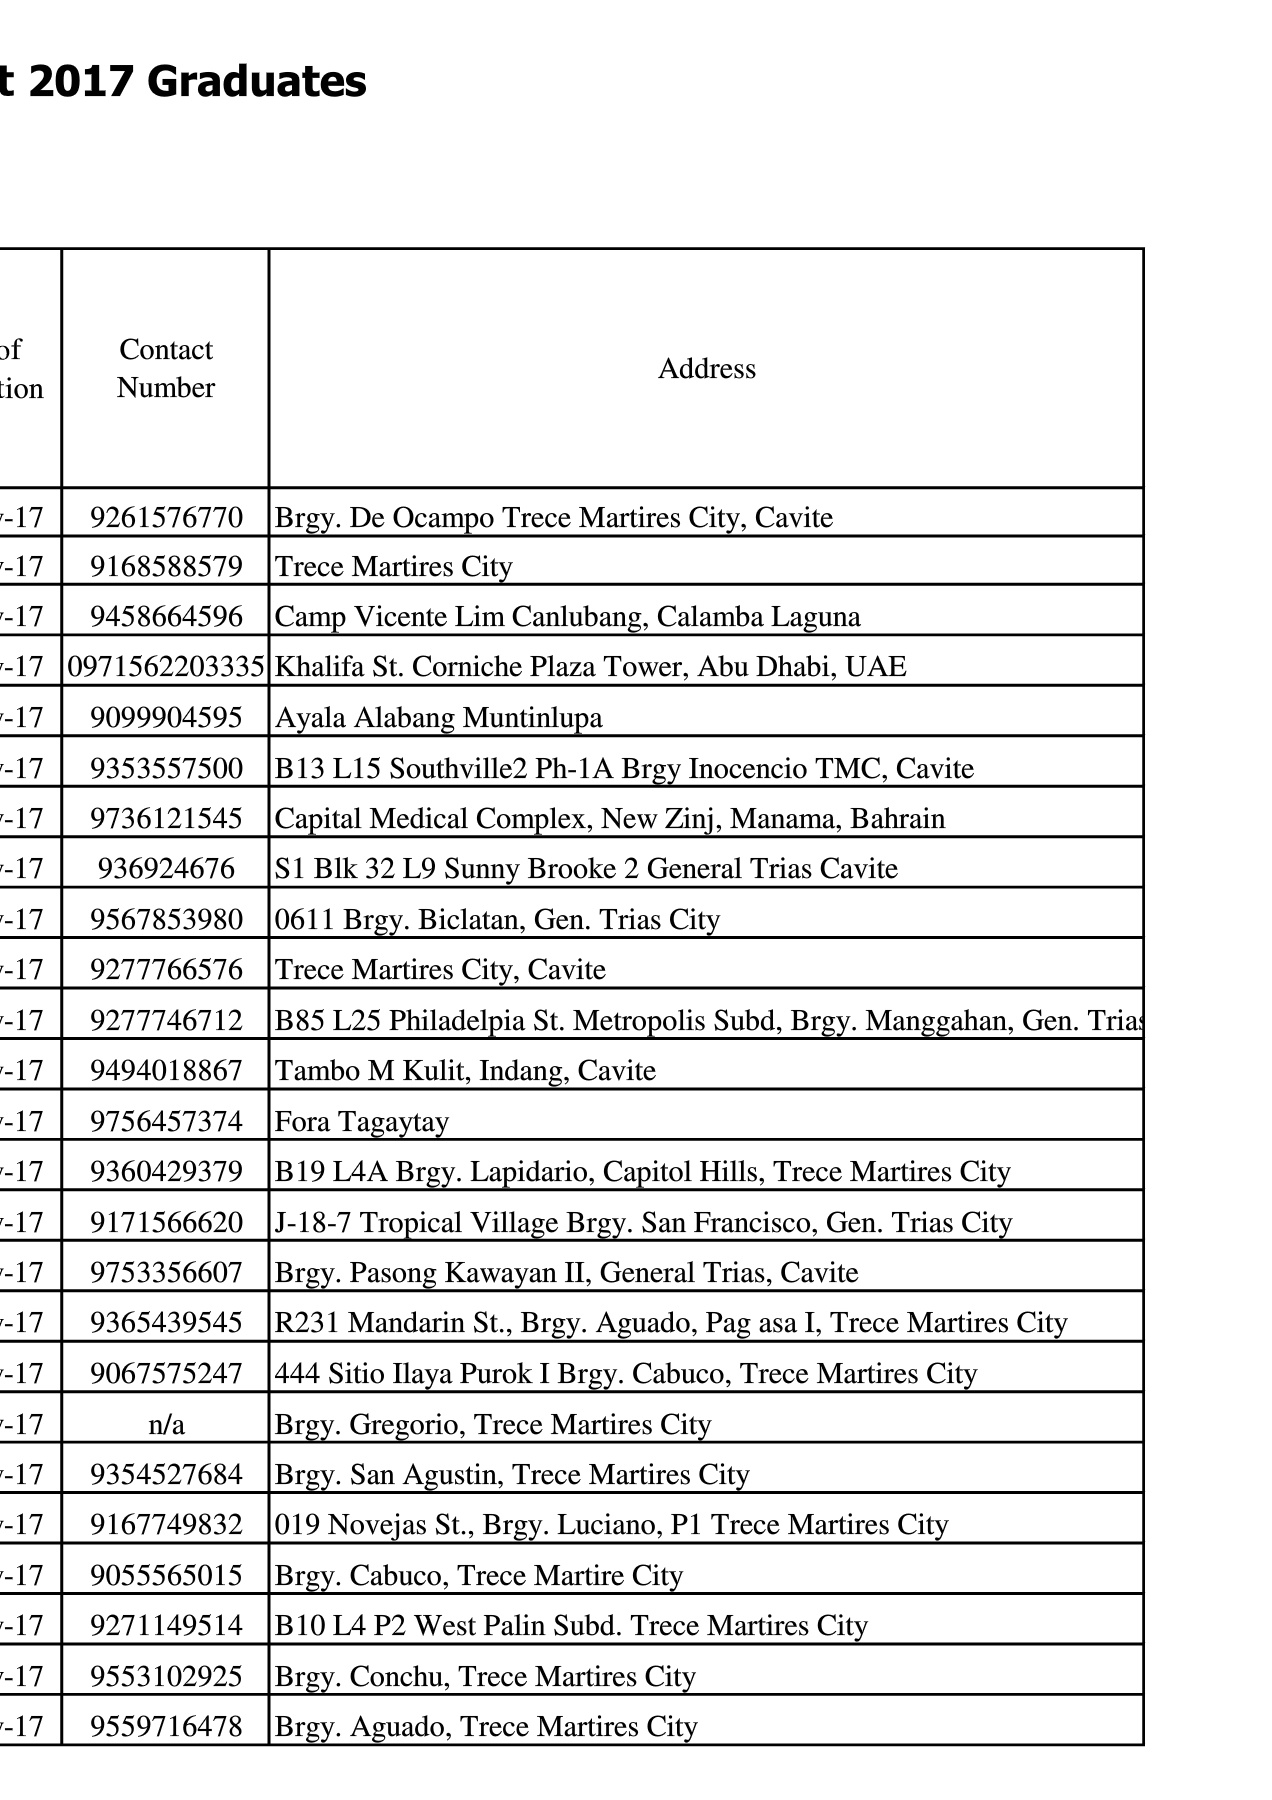 t 2017 Graduates
of
tion
Contact
Number
Address
-17 9261576770 Brgy. De Ocampo Trece Martires City, Cavite
-17 9168588579 Trece Martires City
-17 9458664596 Camp Vicente Lim Canlubang, Calamba Laguna
-17 0971562203335 Khalifa St. Corniche Plaza Tower, Abu Dhabi, UAE
-17 9099904595 Ayala Alabang Muntinlupa
-17 9353557500 B13 L15 Southville2 Ph-1A Brgy Inocencio TMC, Cavite
-17 9736121545 Capital Medical Complex, New Zinj, Manama, Bahrain
-17 936924676 S1 Blk 32 L9 Sunny Brooke 2 General Trias Cavite
-17 9567853980 0611 Brgy. Biclatan, Gen. Trias City
-17 9277766576 Trece Martires City, Cavite
-17 9277746712 B85 L25 Philadelpia St. Metropolis Subd, Brgy. Manggahan, Gen. Trias
-17 9494018867 Tambo M Kulit, Indang, Cavite
-17 9756457374 Fora Tagaytay
-17 9360429379 B19 L4A Brgy. Lapidario, Capitol Hills, Trece Martires City
-17 9171566620 J-18-7 Tropical Village Brgy. San Francisco, Gen. Trias City
-17 9753356607 Brgy. Pasong Kawayan II, General Trias, Cavite
-17 9365439545 R231 Mandarin St., Brgy. Aguado, Pag asa I, Trece Martires City
-17 9067575247 444 Sitio Ilaya Purok I Brgy. Cabuco, Trece Martires City
-17 n/a Brgy. Gregorio, Trece Martires City
-17 9354527684 Brgy. San Agustin, Trece Martires City
-17 9167749832 019 Novejas St., Brgy. Luciano, P1 Trece Martires City
-17 9055565015 Brgy. Cabuco, Trece Martire City
-17 9271149514 B10 L4 P2 West Palin Subd. Trece Martires City
-17 9553102925 Brgy. Conchu, Trece Martires City
-17 9559716478 Brgy. Aguado, Trece Martires City